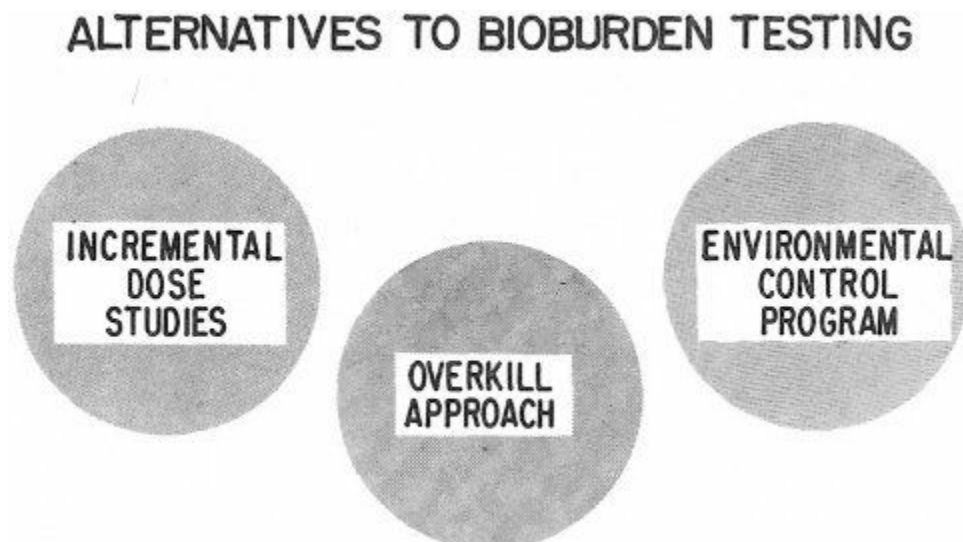 ALTERNATIVES TO BIOBURDEN TESTING
INCREMENTAL
DOSE
STUDIES
OVERKILL
APPROACH
ENVIRONMENTAL
CONTROL
PROGRAM